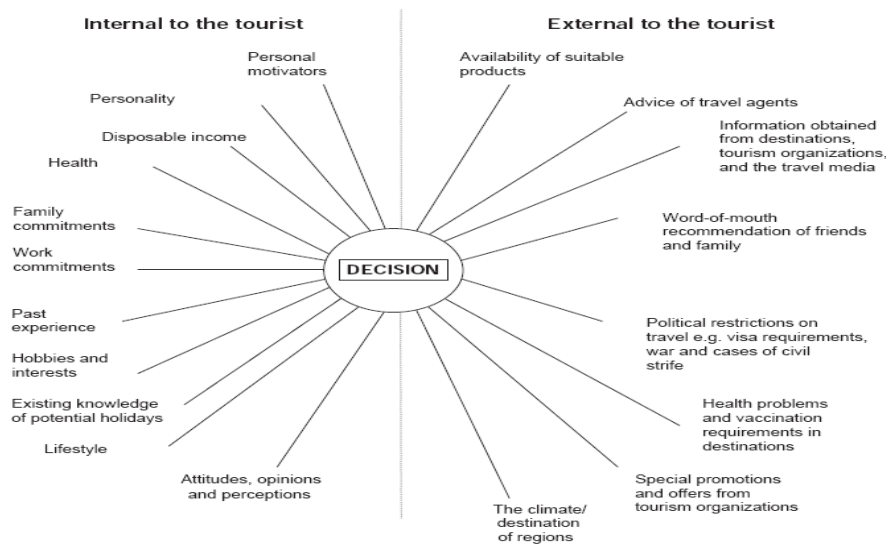 Internal to the tourist
External to the tourist
Personal
motivators
Personality
Disposable income
Health
Family
commitments
Work
commitments
Past
experience
Hobbies and
interests
Existing knowledge
of potential holidays
Lifestyle
Attitudes, opinions
and perceptions
DECISION
Availability of suitable
products
Advice of travel agents
Information obtained
from destinations,
tourism organizations,
and the travel media
Word-of-mouth
recommendation of friends
and family
Political restrictions on
travel e.g. visa requirements,
war and cases of civil
strife
Health problems
and vaccination
requirements in
destinations
Special promotions
and offers from
tourism organizations
The climate/
destination
of regions